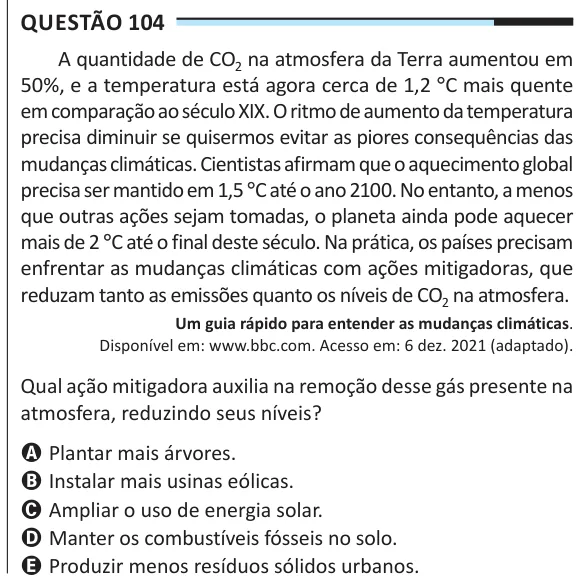 QUESTÃO 104
A quantidade de CO₂ na atmosfera da Terra aumentou em
50%, e a temperatura está agora cerca de 1,2 °C mais quente
em comparação ao século XIX. O ritmo de aumento da temperatura
precisa diminuir se quisermos evitar as piores consequências das
mudanças climáticas. Cientistas afirmam que o aquecimento global
precisa ser mantido em 1,5 °C até o ano 2100. No entanto, a menos
que outras ações sejam tomadas, o planeta ainda pode aquecer
mais de 2 °C até o final deste século. Na prática, os países precisam
enfrentar as mudanças climáticas com ações mitigadoras, que
reduzam tanto as emissões quanto os níveis de CO₂ na atmosfera.
Um guia rápido para entender as mudanças climáticas.
Disponível em: www.bbc.com. Acesso em: 6 dez. 2021 (adaptado).
Qual ação mitigadora auxilia na remoção desse gás presente na
atmosfera, reduzindo seus níveis?
A Plantar mais árvores.
B Instalar mais usinas eólicas.
C Ampliar o uso de energia solar.
D Manter os combustíveis fósseis no solo.
E Produzir menos resíduos sólidos urbanos.